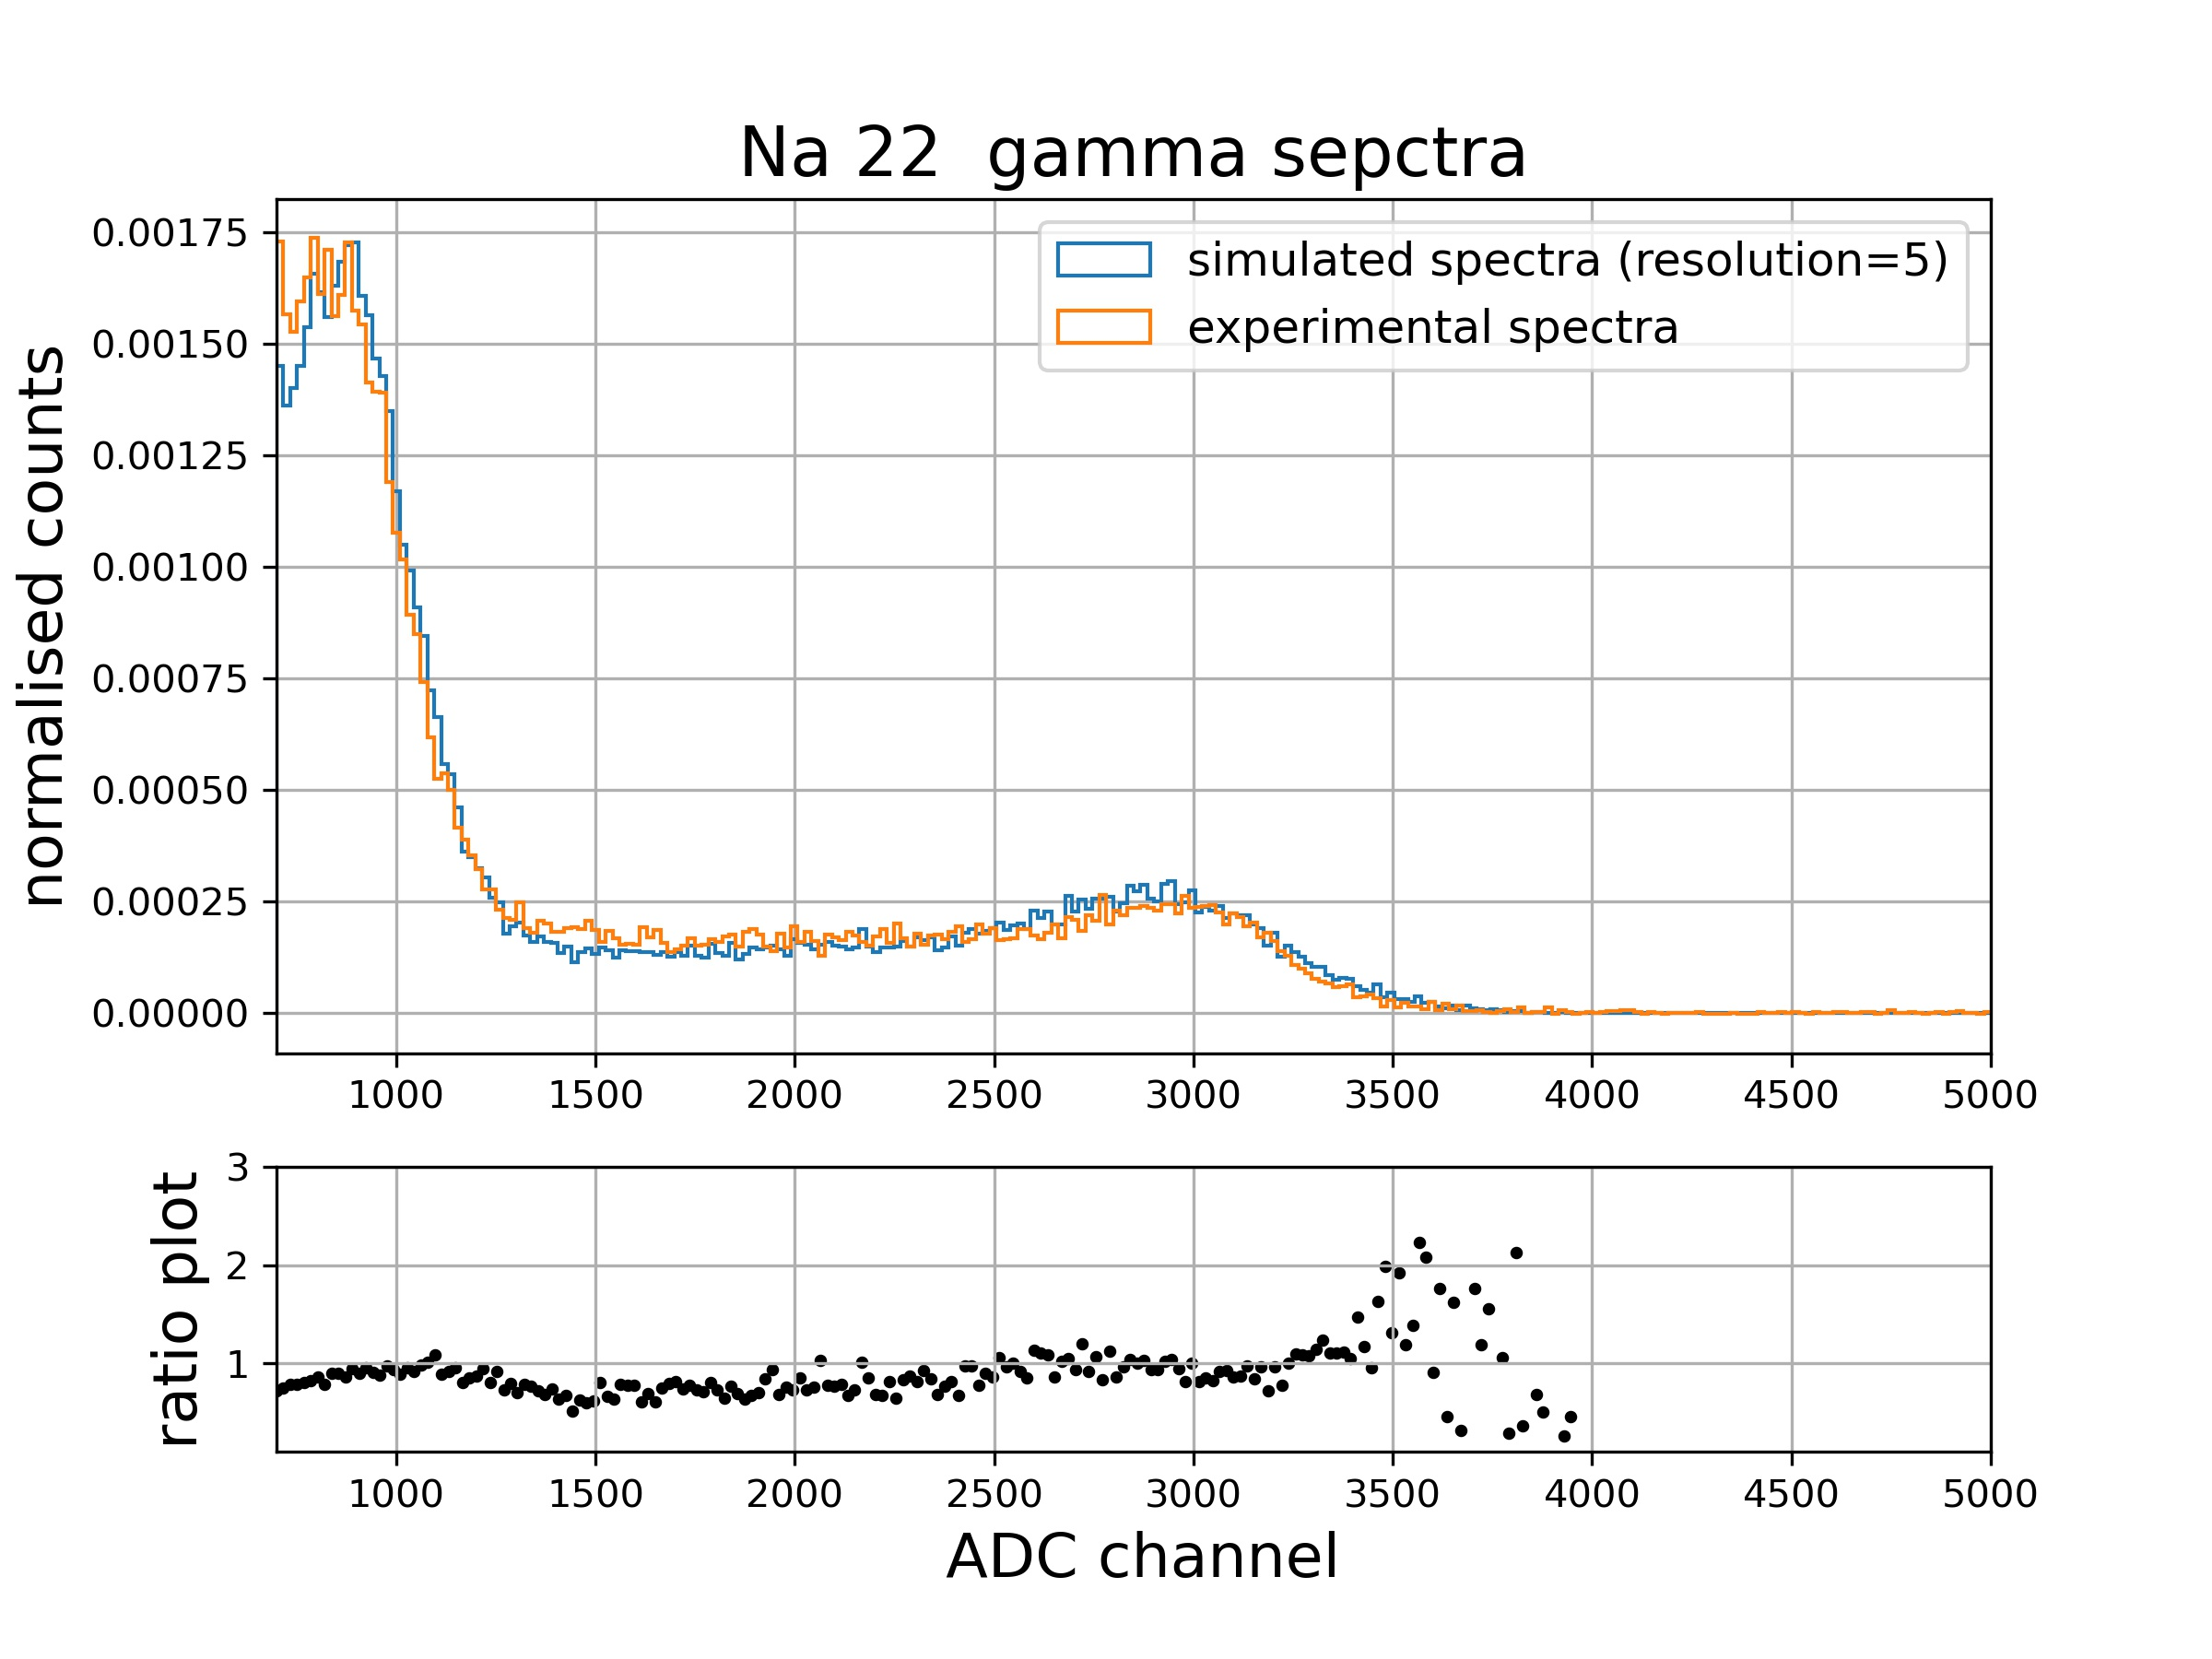 Na 22  gamma sepctra
simulated spectra (resolution=5)
experimental spectra
normalised counts
0.00175
0.00150
0.00125
0.00100
0.00075
0.00050
0.00025
0.00000
1000 1500 2000 2500 3000 3500 4000 4500 5000
ratio plot
3
2
1
1000 1500 2000 2500 3000 3500 4000 4500 5000
ADC channel